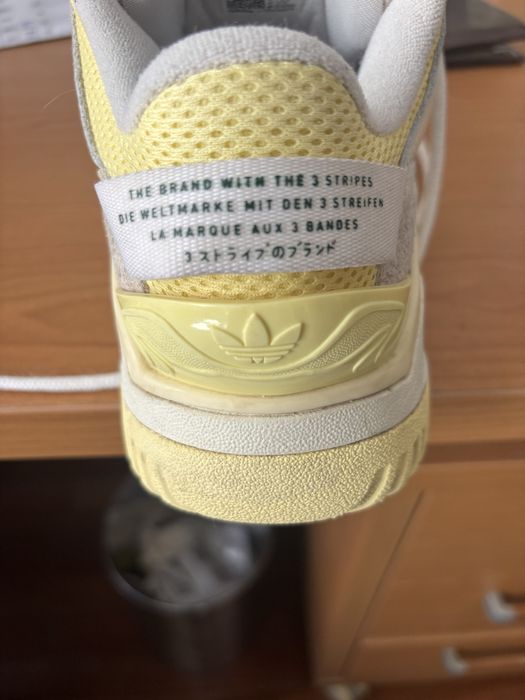 THE BRAND WITH THE 3 STRIPES
DIE WELTMARKE MIT DEN 3 STREIFEN
LA MARQUE AUX 3 BANDES
3 ストライプのブランド